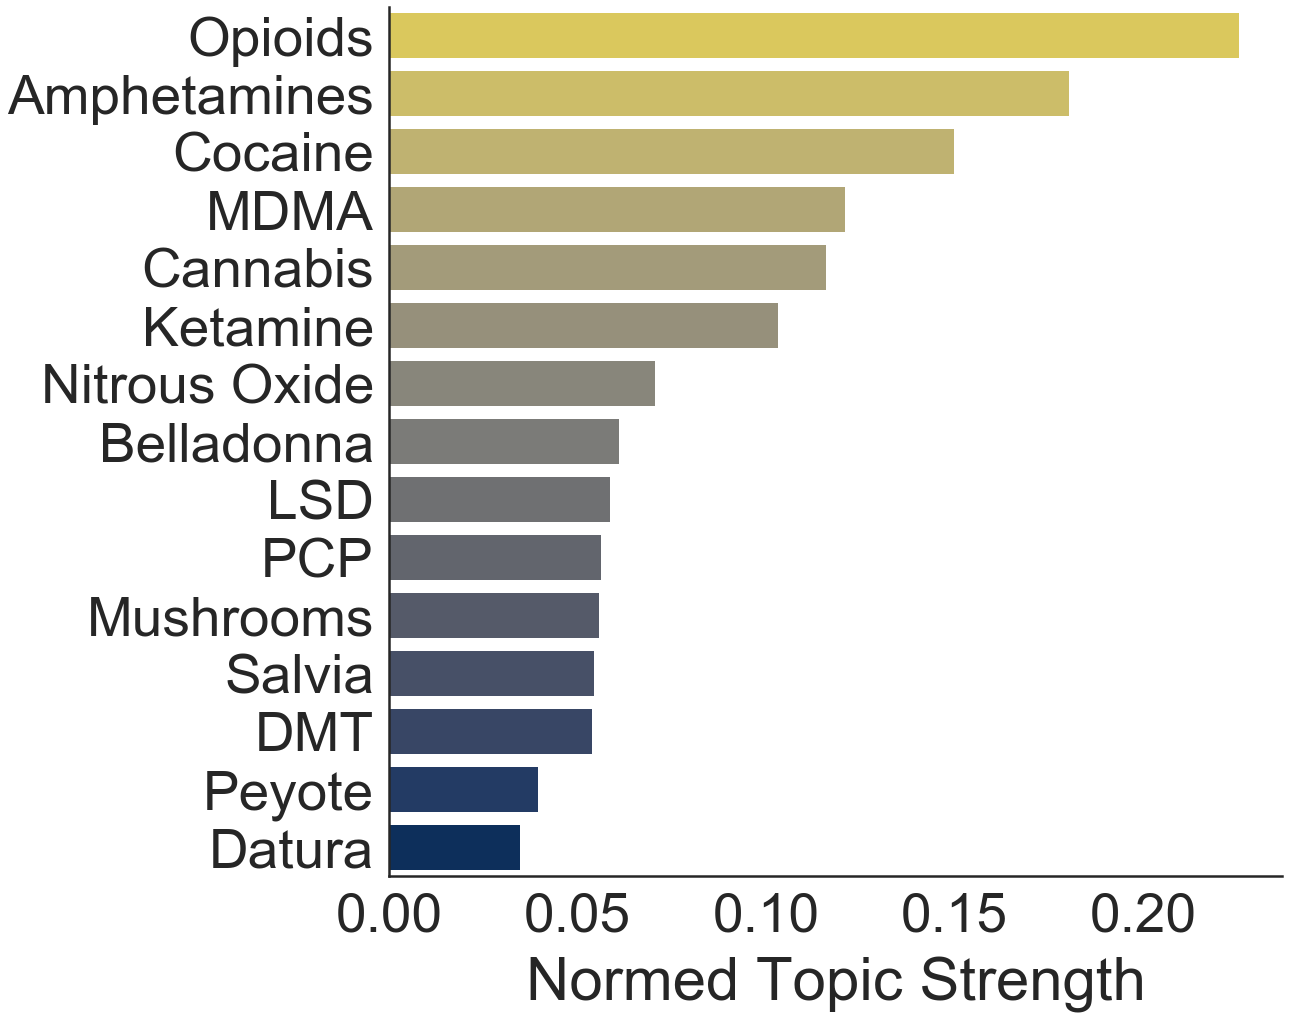 Opioids
Amphetamines
Cocaine
MDMA
Cannabis
Ketamine
Nitrous Oxide
Belladonna
LSD
PCP
Mushrooms
Salvia
DMT
Peyote
Datura
0.00 0.05 0.10 0.15 0.20
Normed Topic Strength